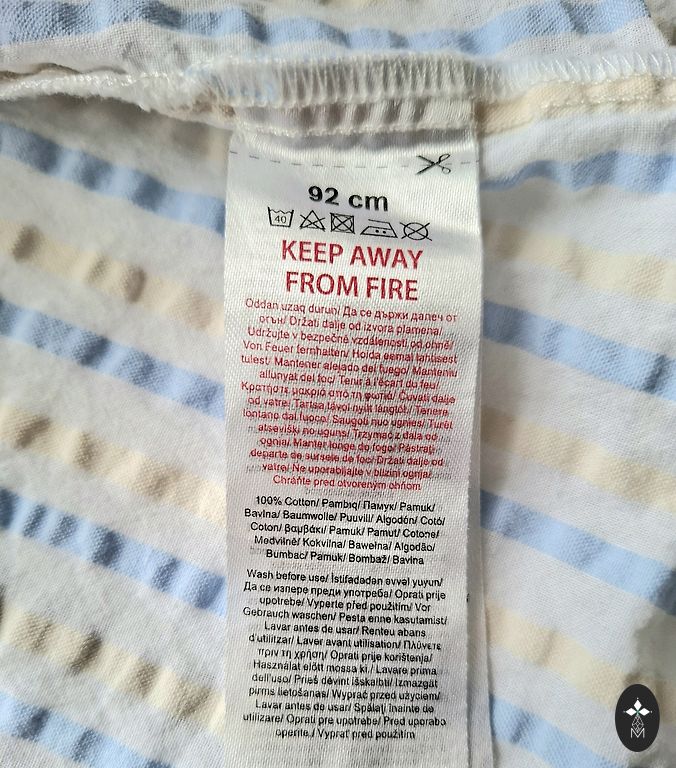 92 cm
40
KEEP AWAY
FROM FIRE
Oddan uzaq durun/ Да се държи далеч от
огън/ Držati dalje od izvora plamena/
Udržujte v bezpečné vzdálenosti od ohně/
Von Feuer fernhalten/ Hoida eemal lahtisest
tulest/ Mantener alejado del fuego/ Manteniu
allunyat del foc/ Tenir à l'écart du feu/
Κρατήστε μακριά από τη φωτιά/ Čuvati dalje
od vatre/ Tartsa távol nyílt lángtól/ Tenere
lontano dal fuoco/ Saugoti nuo ugnies/ Turēt
atsevišķi no uguns/ Trzymać z dala od
ognia/ Manter longe do fogo/ Păstrați
departe de sursele de foc/ Držati dalje od
vatre/ Ne uporabljajte v bližini ognja/
Chráňte pred otvoreným ohňom
100% Cotton/ Pambıq/ Памук/ Pamuk/
Bavlna/ Baumwolle/ Puuvill/ Algodón/ Cotó/
Coton/ βαμβάκι/ Pamuk/ Pamut/ Cotone/
Medvilnė/ Kokvilna/ Bawełna/ Algodão/
Bumbac/ Pamuk/ Bombaž/ Bavlna
Wash before use/ İstifadədən əvvəl yuyun/
Да се изпере преди употреба/ Oprati prije
upotrebe/ Vyperte před použitím/ Vor
Gebrauch waschen/ Pesta enne kasutamist/
Lavar antes de usar/ Renteu abans
d'utilitzar/ Laver avant utilisation/ Πλύνετε
πριν τη χρήση/ Oprati prije korištenja/
Használat előtt mossa ki / Lavare prima
dell'uso/ Prieš dėvint išskalbti/ Izmazgāt
pirms lietošanas/ Wyprać przed użyciem/
Lavar antes de usar/ Spălați înainte de
utilizare/ Oprati pre upotrebe/ Pred uporabo
operite / Vyprať pred použitím
M